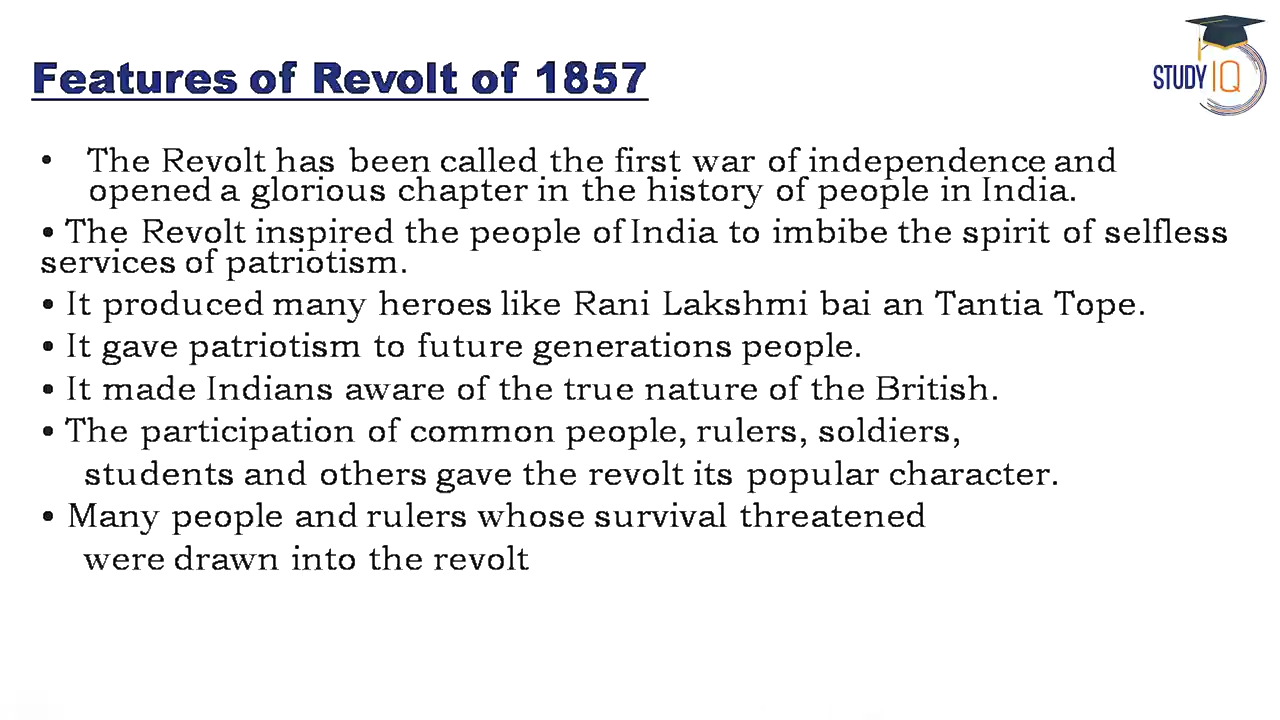 Features of Revolt of 1857
STUDY IQ
• The Revolt has been called the first war of independence and
opened a glorious chapter in the history of people in India.
• The Revolt inspired the people of India to imbibe the spirit of selfless
services of patriotism.
• It produced many heroes like Rani Lakshmi bai an Tantia Tope.
• It gave patriotism to future generations people.
• It made Indians aware of the true nature of the British.
• The participation of common people, rulers, soldiers,
students and others gave the revolt its popular character.
• Many people and rulers whose survival threatened
were drawn into the revolt